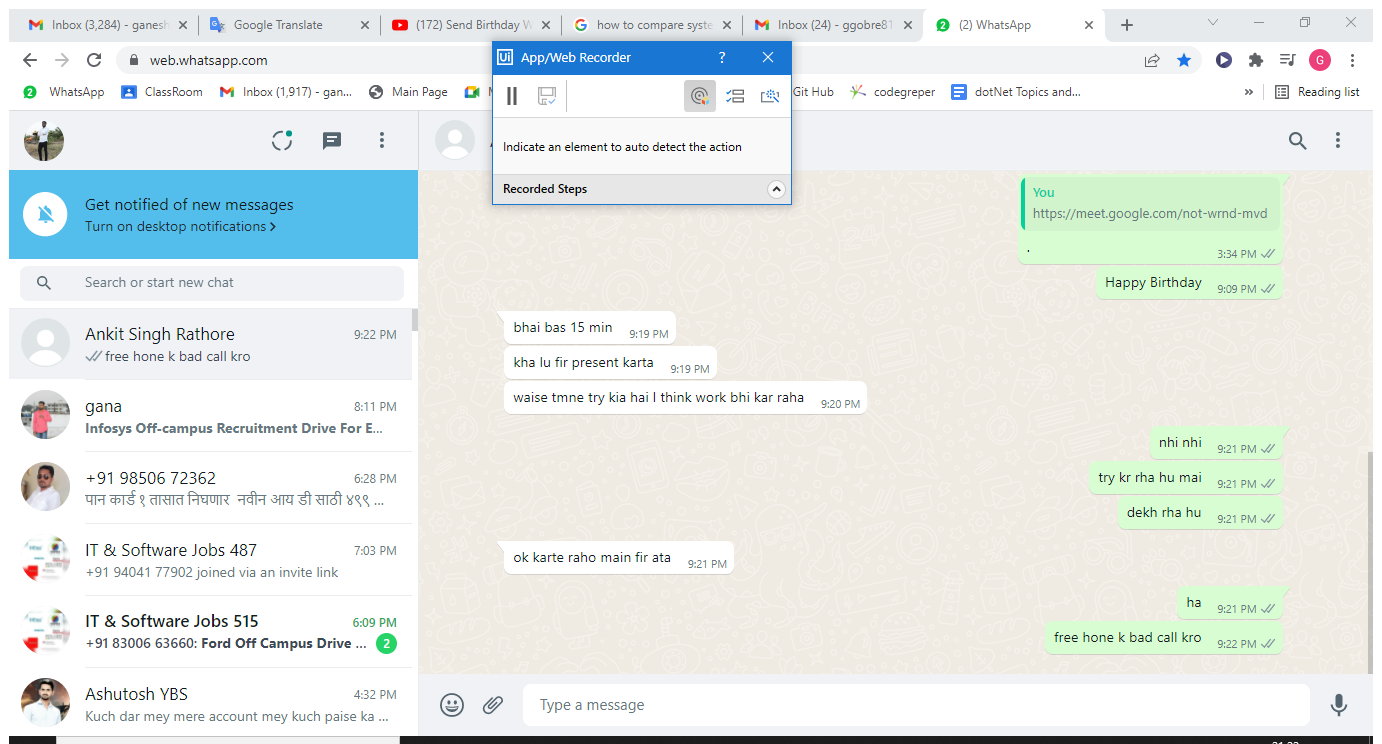 Inbox (3,284) - ganesh
Google Translate
(172) Send Birthday W
how to compare syste
Inbox (24) - ggobre81
(2) WhatsApp
web.whatsapp.com
G
WhatsApp
ClassRoom
Inbox (1,917) - gan...
Main Page
Git Hub
codegreper
dotNet Topics and...
»
Reading list
Ui App/Web Recorder
?
Indicate an element to auto detect the action
Recorded Steps
Get notified of new messages
Turn on desktop notifications >
Search or start new chat
Ankit Singh Rathore 9:22 PM
free hone k bad call kro
gana 8:11 PM
Infosys Off-campus Recruitment Drive For E...
+91 98506 72362 6:28 PM
पान कार्ड १ तासात निघणार नवीन आय डी साठी ४९९ ...
IT & Software Jobs 487 7:03 PM
+91 94041 77902 joined via an invite link
IT & Software Jobs 515 6:09 PM
+91 83006 63660: Ford Off Campus Drive ... 2
Ashutosh YBS 4:32 PM
Kuch dar mey mere account mey kuch paise ka ...
You
https://meet.google.com/not-wrnd-mvd
. 3:34 PM
Happy Birthday 9:09 PM
bhai bas 15 min 9:19 PM
kha lu fir present karta 9:19 PM
waise tmne try kia hai I think work bhi kar raha 9:20 PM
nhi nhi 9:21 PM
try kr rha hu mai 9:21 PM
dekh rha hu 9:21 PM
ok karte raho main fir ata 9:21 PM
ha 9:21 PM
free hone k bad call kro 9:22 PM
Type a message